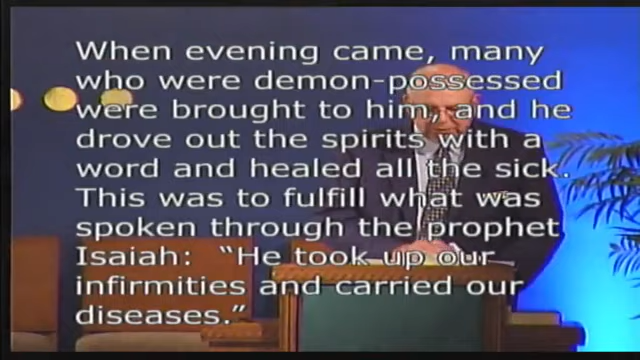 When evening came, many
who were demon-possessed
were brought to him, and he
drove out the spirits with a
word and healed all the sick.
This was to fulfill what was
spoken through the prophet
Isaiah:  “He took up our
infirmities and carried our
diseases.”